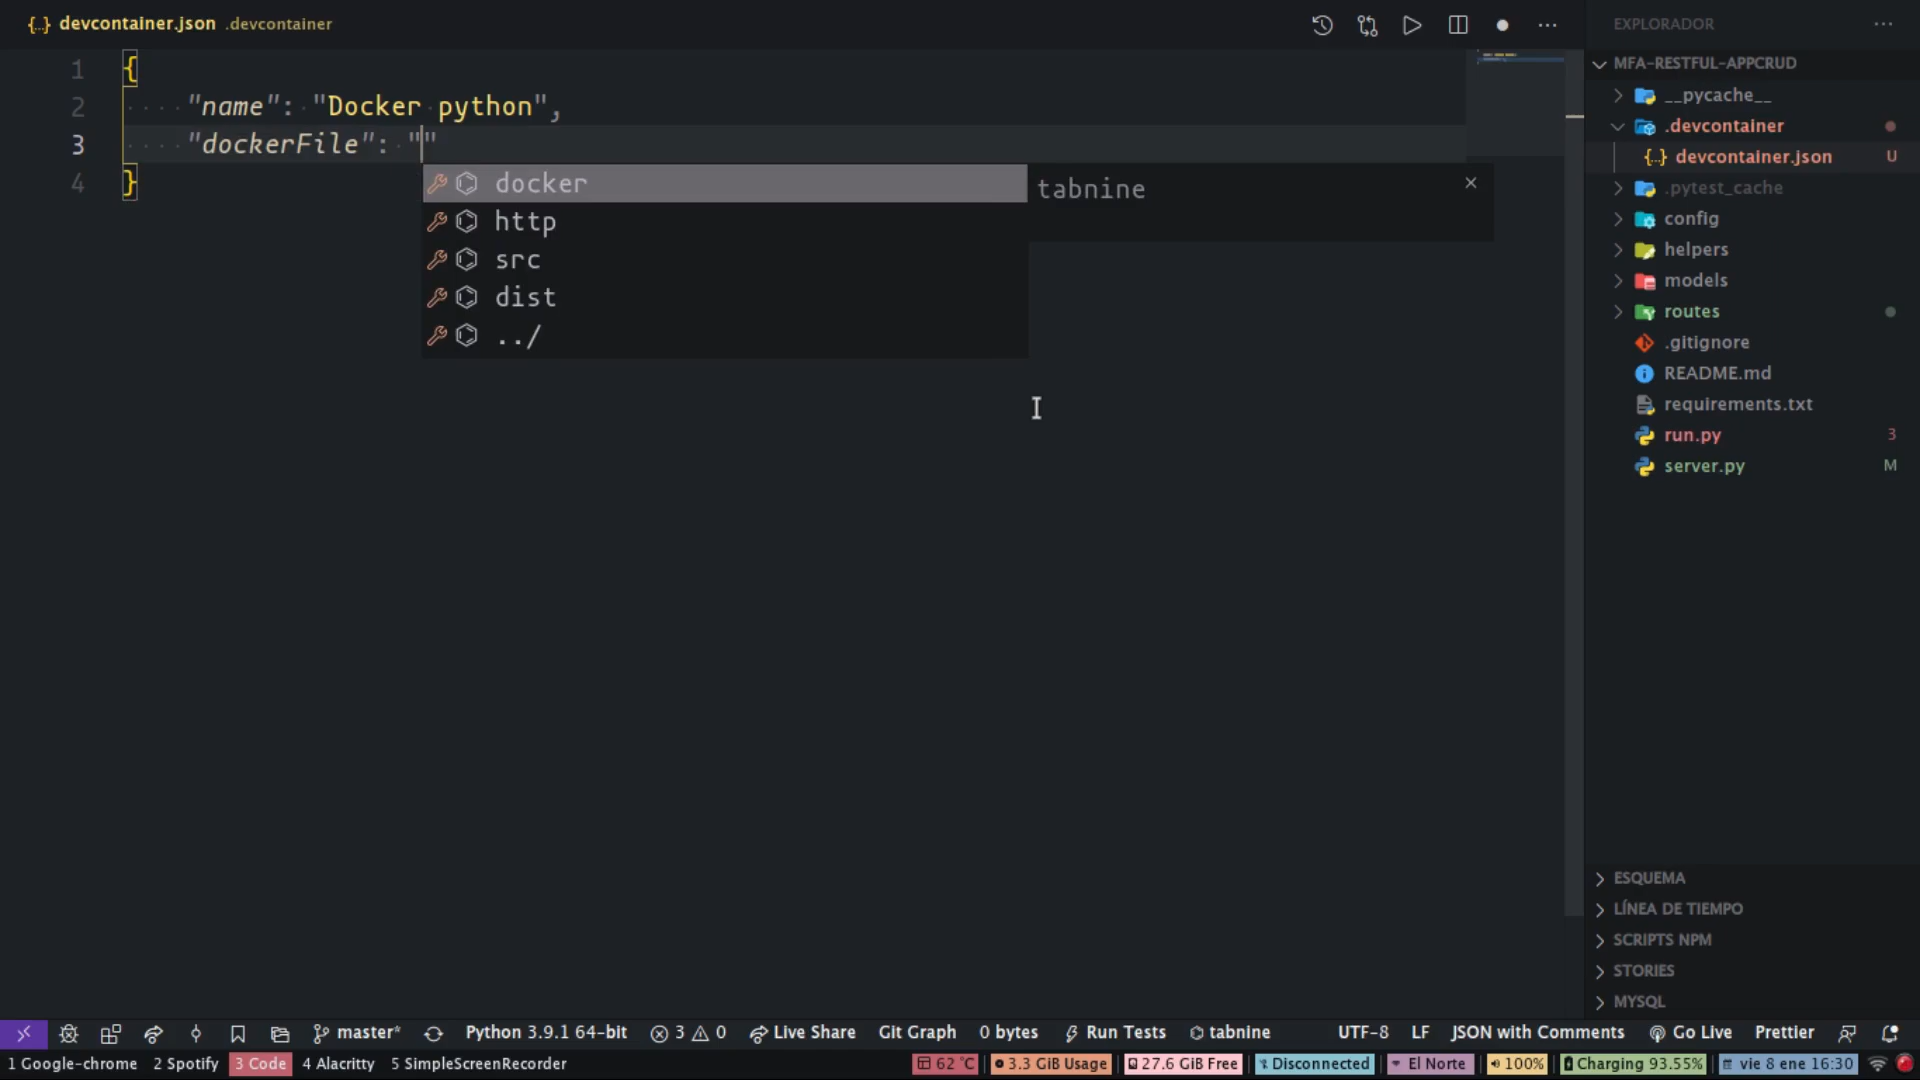 {..} devcontainer.json .devcontainer
1 {
2 "name": "Docker python",
3 "dockerFile": ""
4 }
docker
http
src
dist
../
tabnine
EXPLORADOR
MFA-RESTFUL-APPCRUD
__pycache__
.devcontainer
{..} devcontainer.json U
.pytest_cache
config
helpers
models
routes
.gitignore
README.md
requirements.txt
run.py 3
server.py M
ESQUEMA
LÍNEA DE TIEMPO
SCRIPTS NPM
STORIES
MYSQL
master* Python 3.9.1 64-bit 3 0 Live Share Git Graph 0 bytes Run Tests tabnine UTF-8 LF JSON with Comments Go Live Prettier
1 Google-chrome 2 Spotify 3 Code 4 Alacritty 5 SimpleScreenRecorder 62 °C 3.3 GiB Usage 27.6 GiB Free Disconnected El Norte 100% Charging 93.55% vie 8 ene 16:30